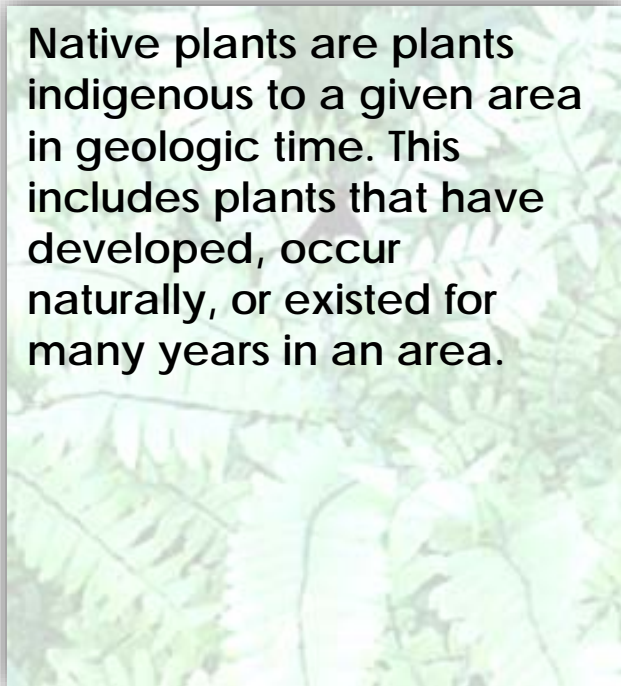 Native plants are plants
indigenous to a given area
in geologic time. This
includes plants that have
developed, occur
naturally, or existed for
many years in an area.